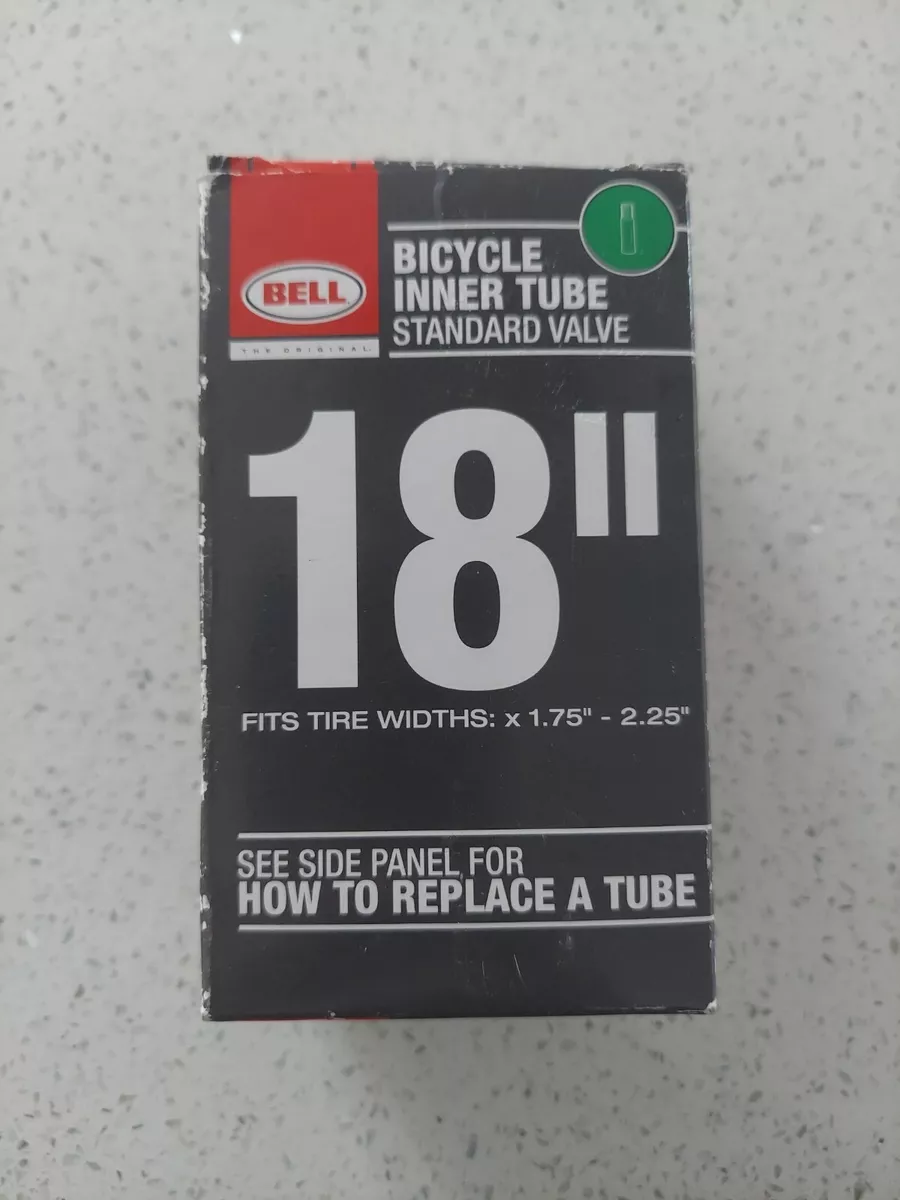 BELL
THE ORIGINAL.
BICYCLE
INNER TUBE
STANDARD VALVE
18"
FITS TIRE WIDTHS: x 1.75" - 2.25"
SEE SIDE PANEL FOR
HOW TO REPLACE A TUBE